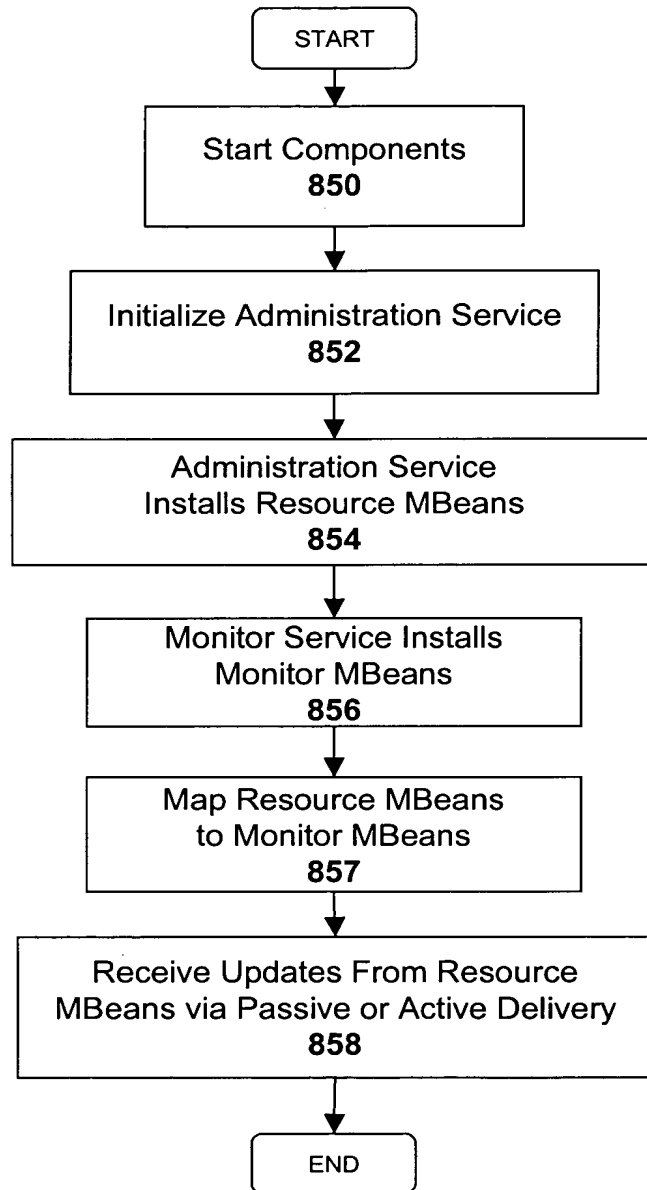 START
Start Components
850
Initialize Administration Service
852
Administration Service
Installs Resource MBeans
854
Monitor Service Installs
Monitor MBeans
856
Map Resource MBeans
to Monitor MBeans
857
Receive Updates From Resource
MBeans via Passive or Active Delivery
858
END